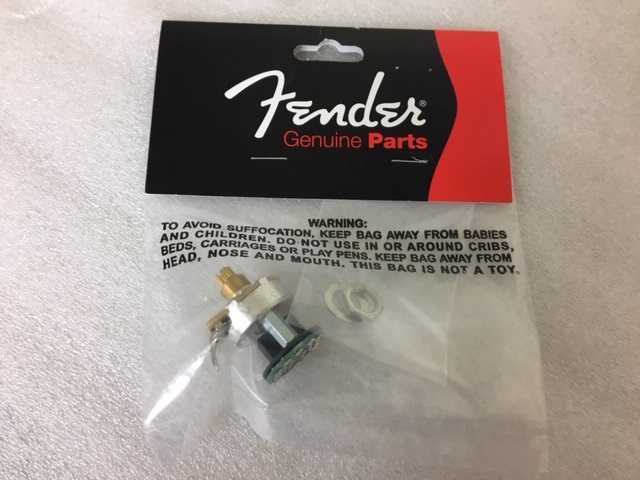 Fender®
Genuine Parts
WARNING:
TO AVOID SUFFOCATION, KEEP BAG AWAY FROM BABIES
AND CHILDREN. DO NOT USE IN OR AROUND CRIBS,
BEDS, CARRIAGES OR PLAY PENS. KEEP BAG AWAY FROM
HEAD, NOSE AND MOUTH. THIS BAG IS NOT A TOY.